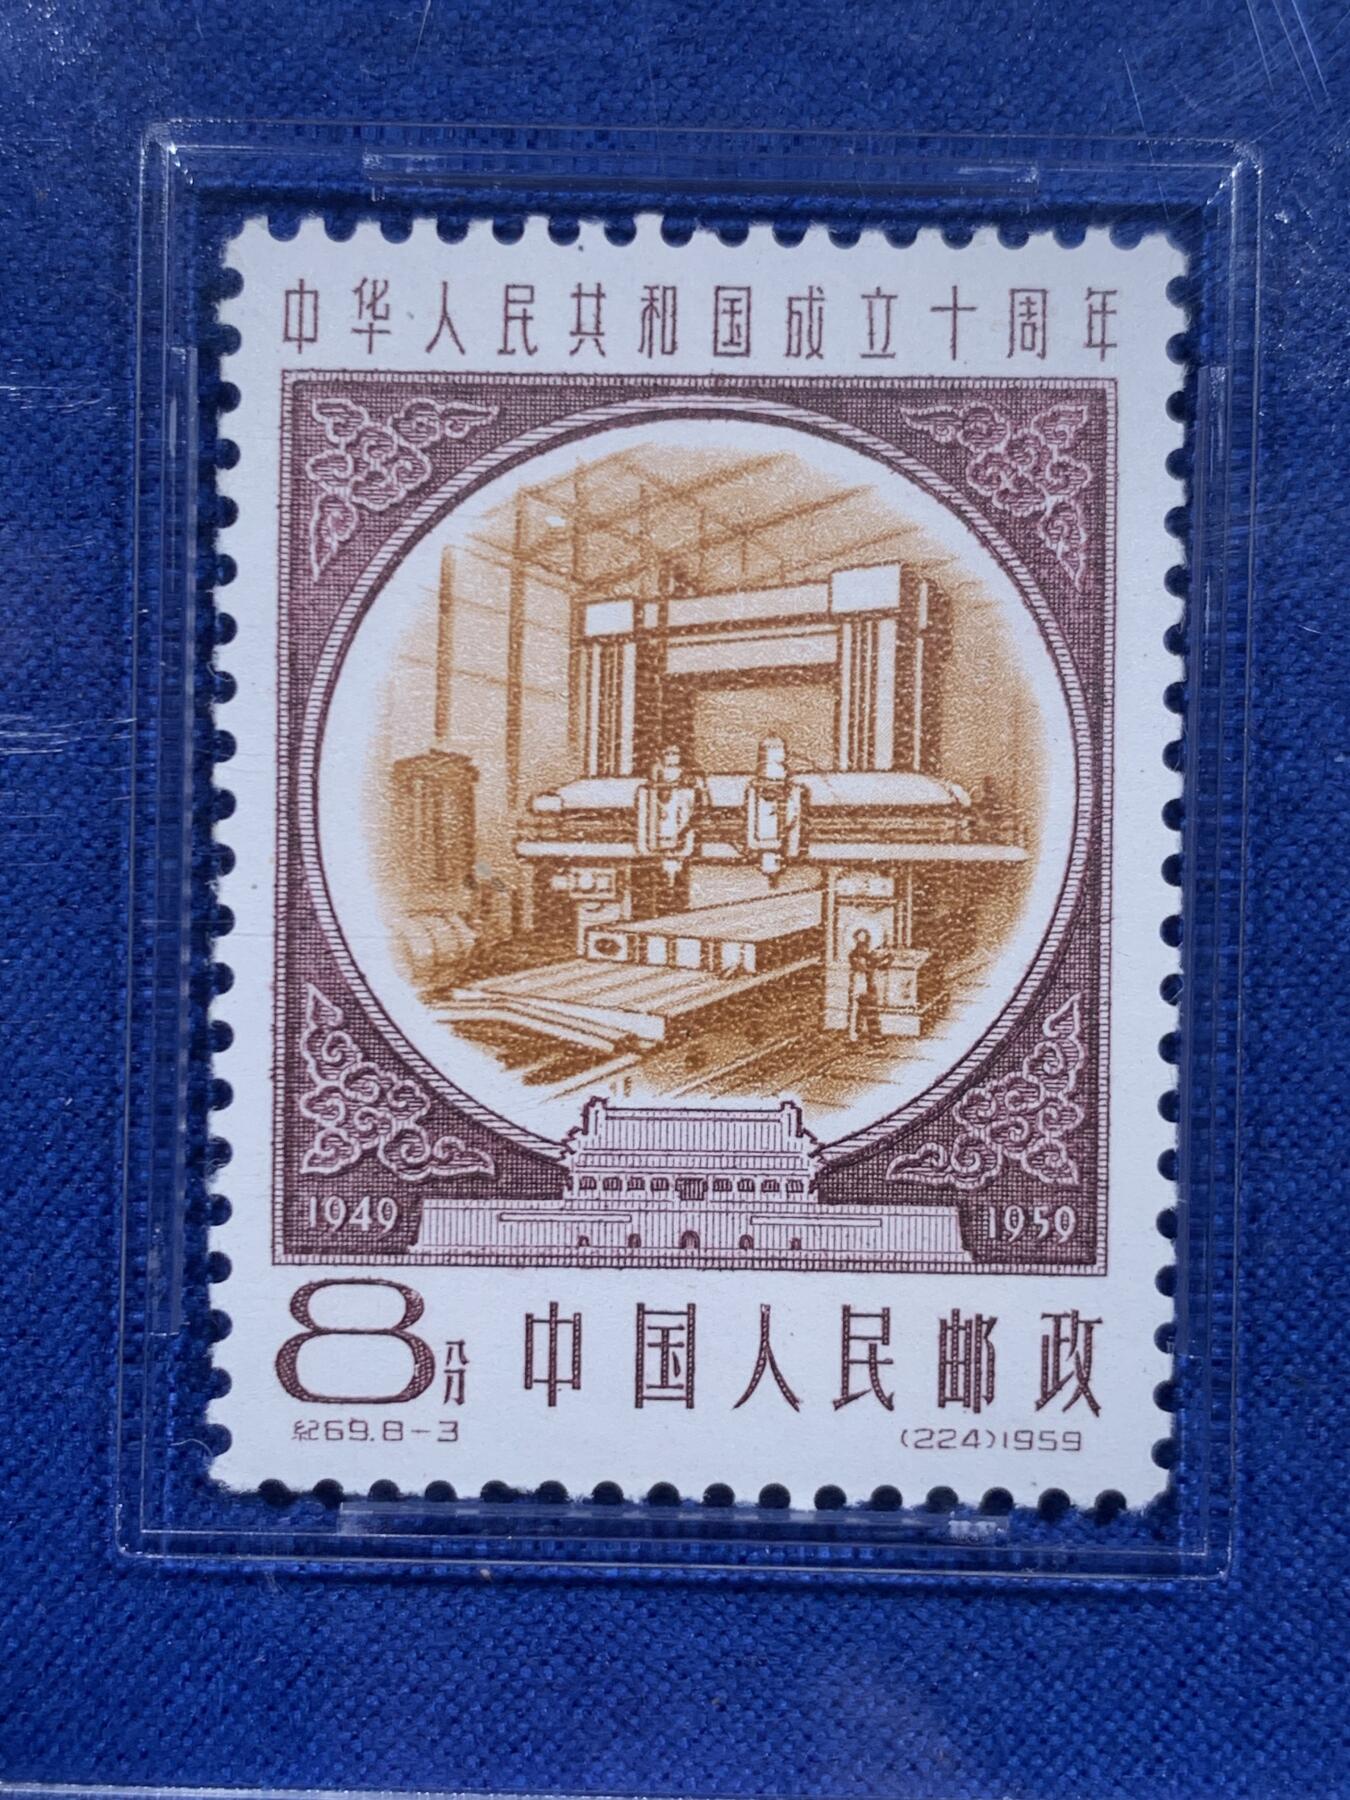 中华人民共和国成立十周年
1949 1959
8分 中国人民邮政
紀69.8-3 (224)1959